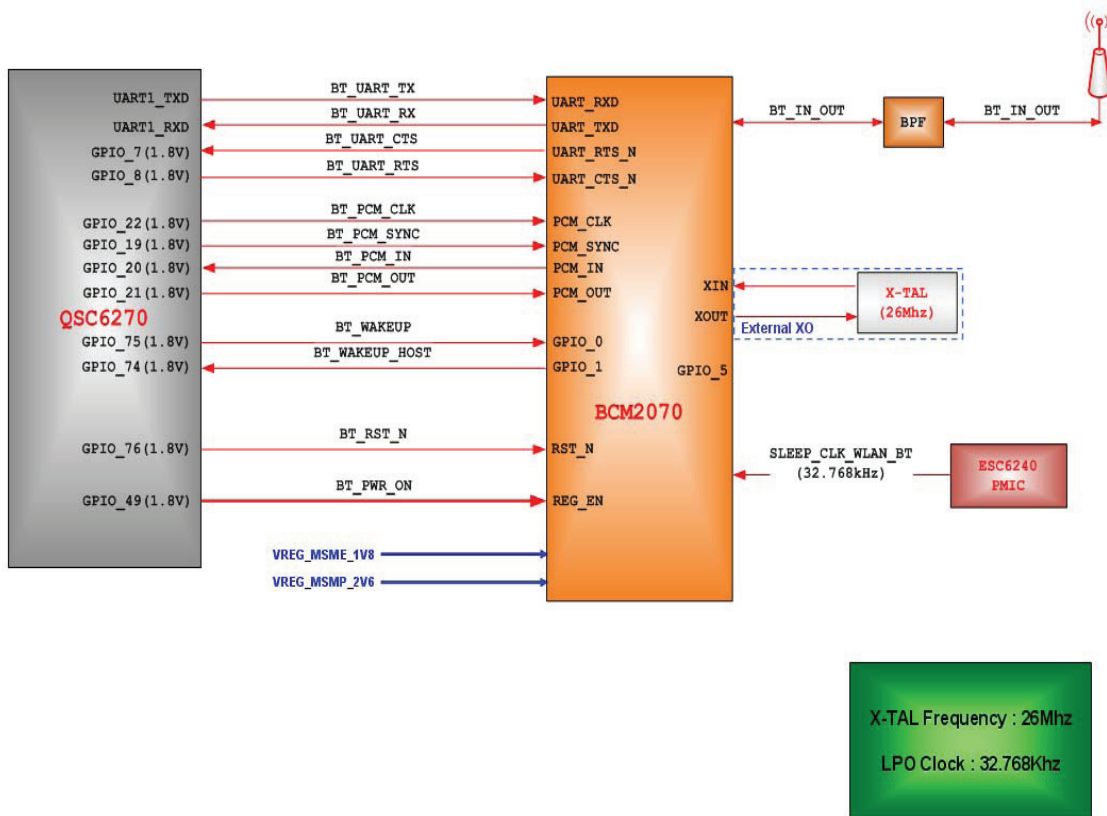 UART1_TXD
BT_UART_TX
UART_RXD
UART1_RXD
BT_UART_RX
UART_TXD
GPIO_7(1.8V)
BT_UART_CTS
UART_RTS_N
GPIO_8(1.8V)
BT_UART_RTS
UART_CTS_N
BT_IN_OUT
BPF
BT_IN_OUT
GPIO_22(1.8V)
BT_PCM_CLK
PCM_CLK
GPIO_19(1.8V)
BT_PCM_SYNC
PCM_SYNC
GPIO_20(1.8V)
BT_PCM_IN
PCM_IN
GPIO_21(1.8V)
BT_PCM_OUT
PCM_OUT
XIN
XOUT
X-TAL
(26Mhz)
External XO
QSC6270
GPIO_75(1.8V)
BT_WAKEUP
GPIO_0
GPIO_74(1.8V)
BT_WAKEUP_HOST
GPIO_1
GPIO_5
BCM2070
GPIO_76(1.8V)
BT_RST_N
RST_N
SLEEP_CLK_WLAN_BT
(32.768kHz)
ESC6240
PMIC
GPIO_49(1.8V)
BT_PWR_ON
REG_EN
VREG_MSME_1V8
VREG_MSMP_2V6
X-TAL Frequency : 26Mhz
LPO Clock : 32.768Khz